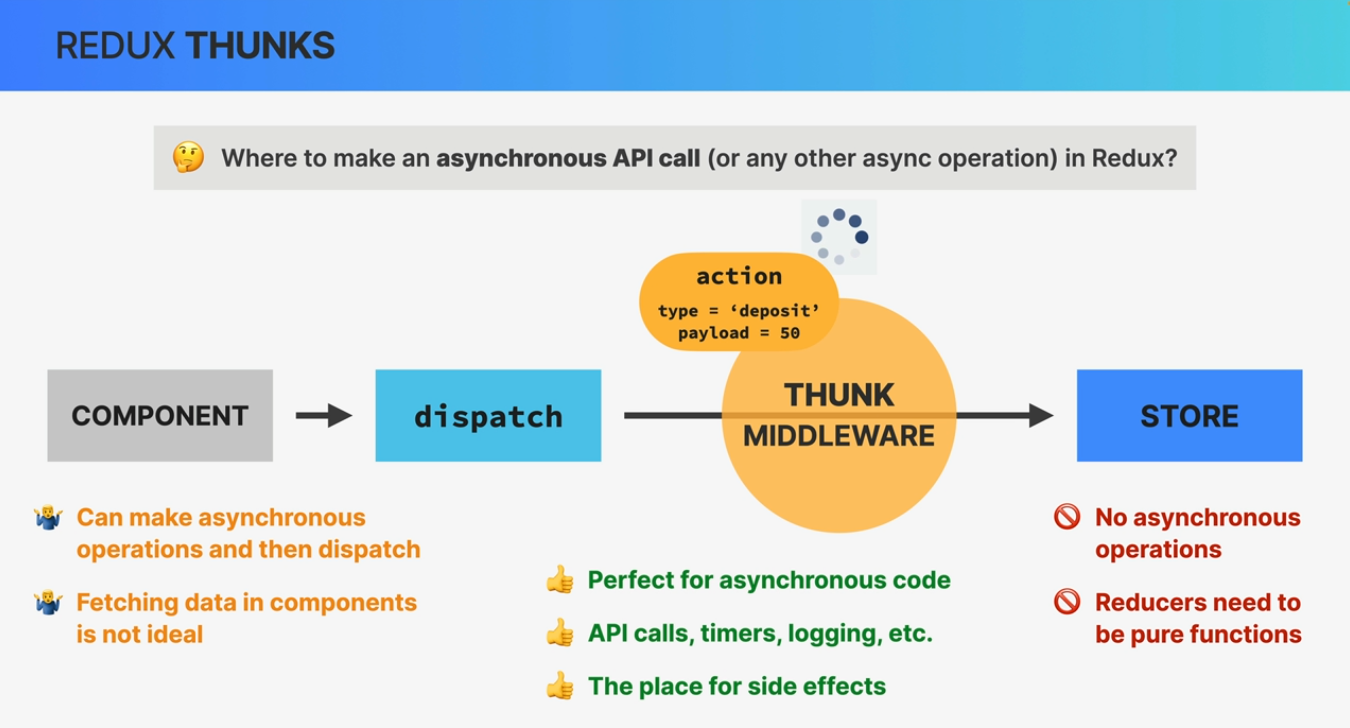 REDUX THUNKS
🤔 Where to make an asynchronous API call (or any other async operation) in Redux?
action
type = ‘deposit’
payload = 50
COMPONENT
dispatch
THUNK
MIDDLEWARE
STORE
🤷‍♂️ Can make asynchronous
operations and then dispatch
🤷‍♂️ Fetching data in components
is not ideal
👍 Perfect for asynchronous code
👍 API calls, timers, logging, etc.
👍 The place for side effects
🚫 No asynchronous
operations
🚫 Reducers need to
be pure functions